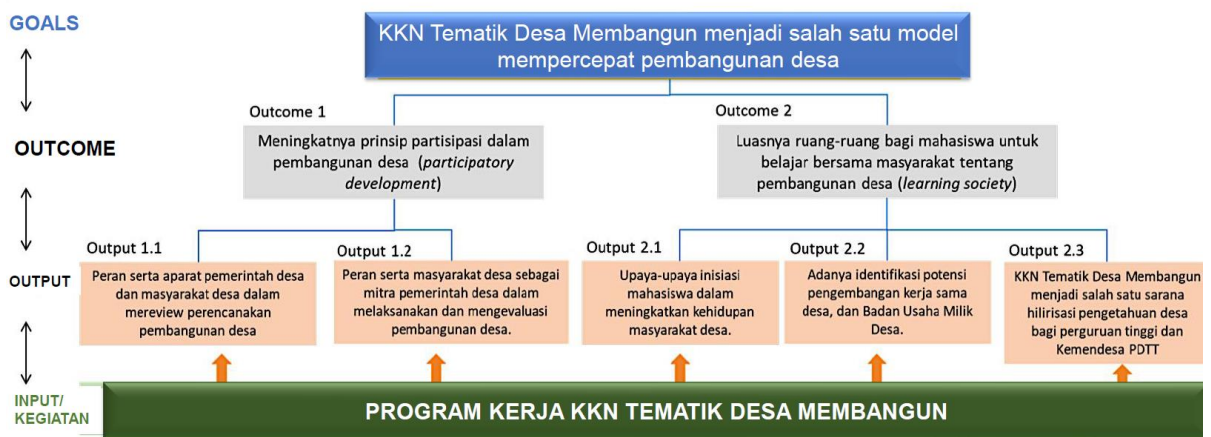 GOALS
KKN Tematik Desa Membangun menjadi salah satu model
mempercepat pembangunan desa
OUTCOME
Outcome 1
Meningkatnya prinsip partisipasi dalam
pembangunan desa (participatory
development)
Outcome 2
Luasnya ruang-ruang bagi mahasiswa untuk
belajar bersama masyarakat tentang
pembangunan desa (learning society)
OUTPUT
Output 1.1
Peran serta aparat pemerintah desa
dan masyarakat desa dalam
mereview perencanakan
pembangunan desa
Output 1.2
Peran serta masyarakat desa sebagai
mitra pemerintah desa dalam
melaksanakan dan mengevaluasi
pembangunan desa.
Output 2.1
Upaya-upaya inisiasi
mahasiswa dalam
meningkatkan kehidupan
masyarakat desa.
Output 2.2
Adanya identifikasi potensi
pengembangan kerja sama
desa, dan Badan Usaha Milik
Desa.
Output 2.3
KKN Tematik Desa Membangun
menjadi salah satu sarana
hilirisasi pengetahuan desa
bagi perguruan tinggi dan
Kemendesa PDTT
INPUT/
KEGIATAN
PROGRAM KERJA KKN TEMATIK DESA MEMBANGUN